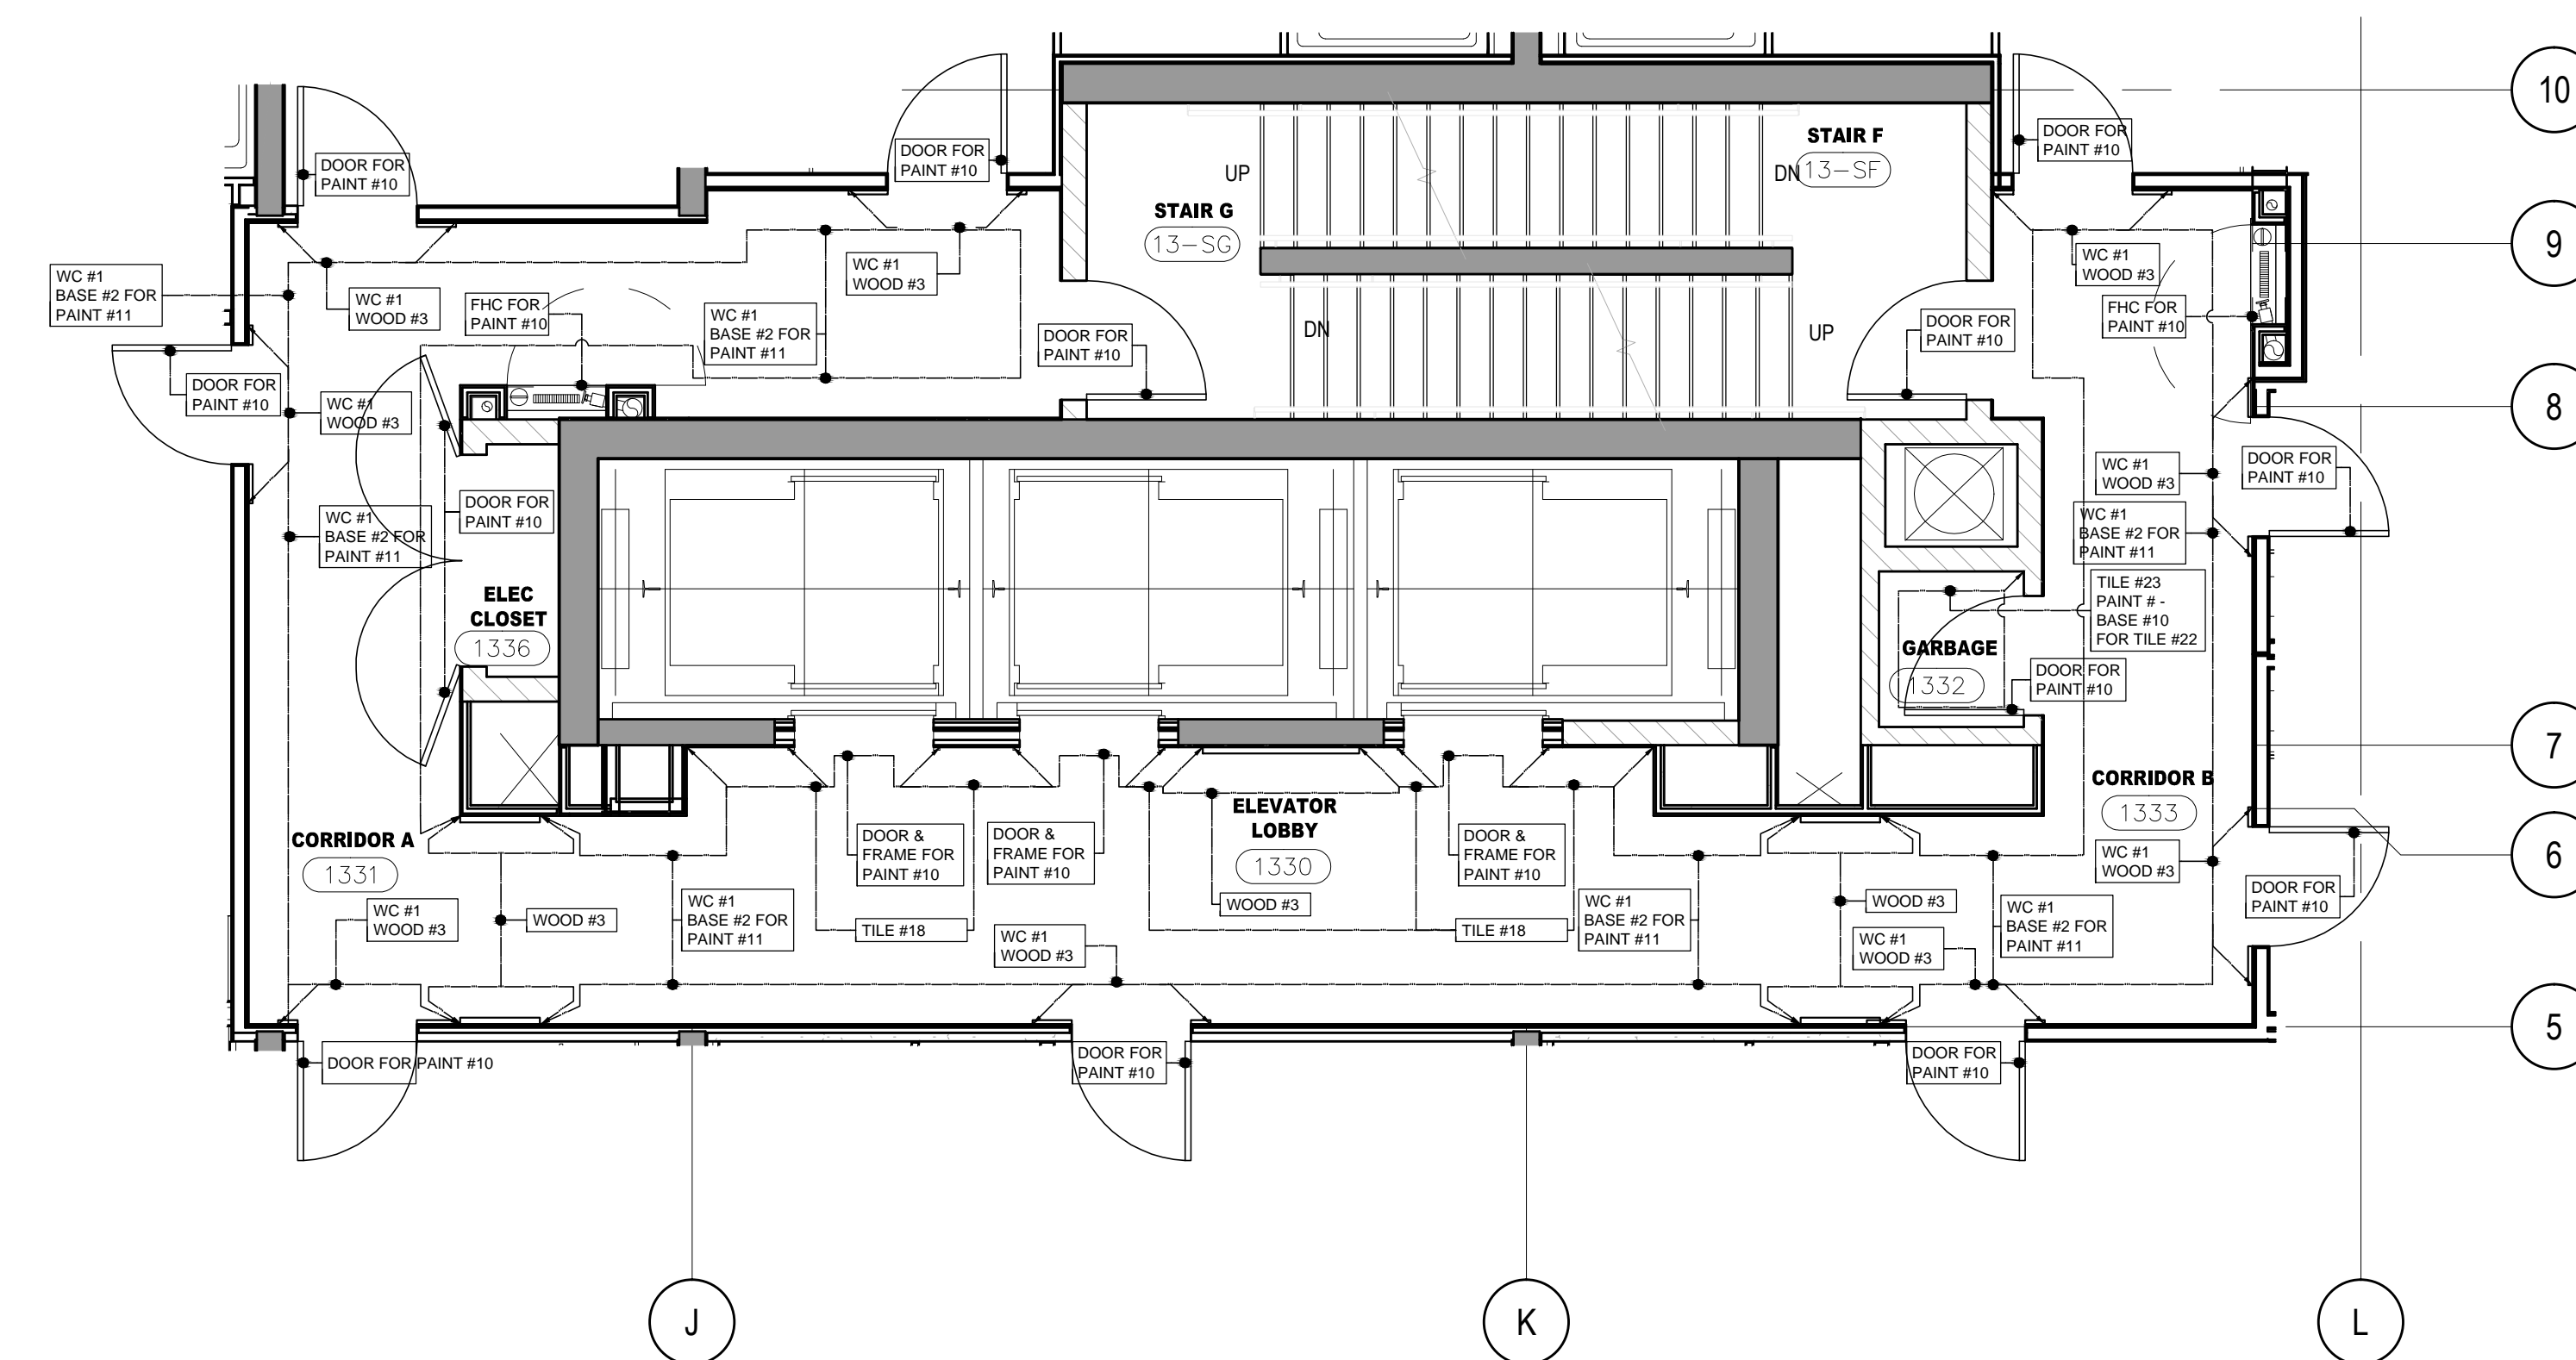 10
DOOR FOR
PAINT #10
DOOR FOR
PAINT #10
STAIR F
13-SF
DOOR FOR
PAINT #10
UP
DN
STAIR G
13-SG
9
WC #1
BASE #2 FOR
PAINT #11
WC #1
WOOD #3
FHC FOR
PAINT #10
WC #1
BASE #2 FOR
PAINT #11
WC #1
WOOD #3
DOOR FOR
PAINT #10
DN
UP
DOOR FOR
PAINT #10
WC #1
WOOD #3
FHC FOR
PAINT #10
8
DOOR FOR
PAINT #10
WC #1
WOOD #3
WC #1
BASE #2 FOR
PAINT #11
DOOR FOR
PAINT #10
WC #1
WOOD #3
DOOR FOR
PAINT #10
WC #1
BASE #2 FOR
PAINT #11
ELEC
CLOSET
1336
TILE #23
PAINT # -
BASE #10
FOR TILE #22
GARBAGE
1332
DOOR FOR
PAINT #10
7
CORRIDOR A
1331
ELEVATOR
LOBBY
1330
CORRIDOR B
1333
6
DOOR &
FRAME FOR
PAINT #10
DOOR &
FRAME FOR
PAINT #10
DOOR &
FRAME FOR
PAINT #10
WC #1
WOOD #3
DOOR FOR
PAINT #10
WC #1
WOOD #3
WOOD #3
WC #1
BASE #2 FOR
PAINT #11
TILE #18
WC #1
WOOD #3
WOOD #3
TILE #18
WC #1
BASE #2 FOR
PAINT #11
WOOD #3
WC #1
WOOD #3
WC #1
BASE #2 FOR
PAINT #11
5
DOOR FOR PAINT #10
DOOR FOR
PAINT #10
DOOR FOR
PAINT #10
J
K
L